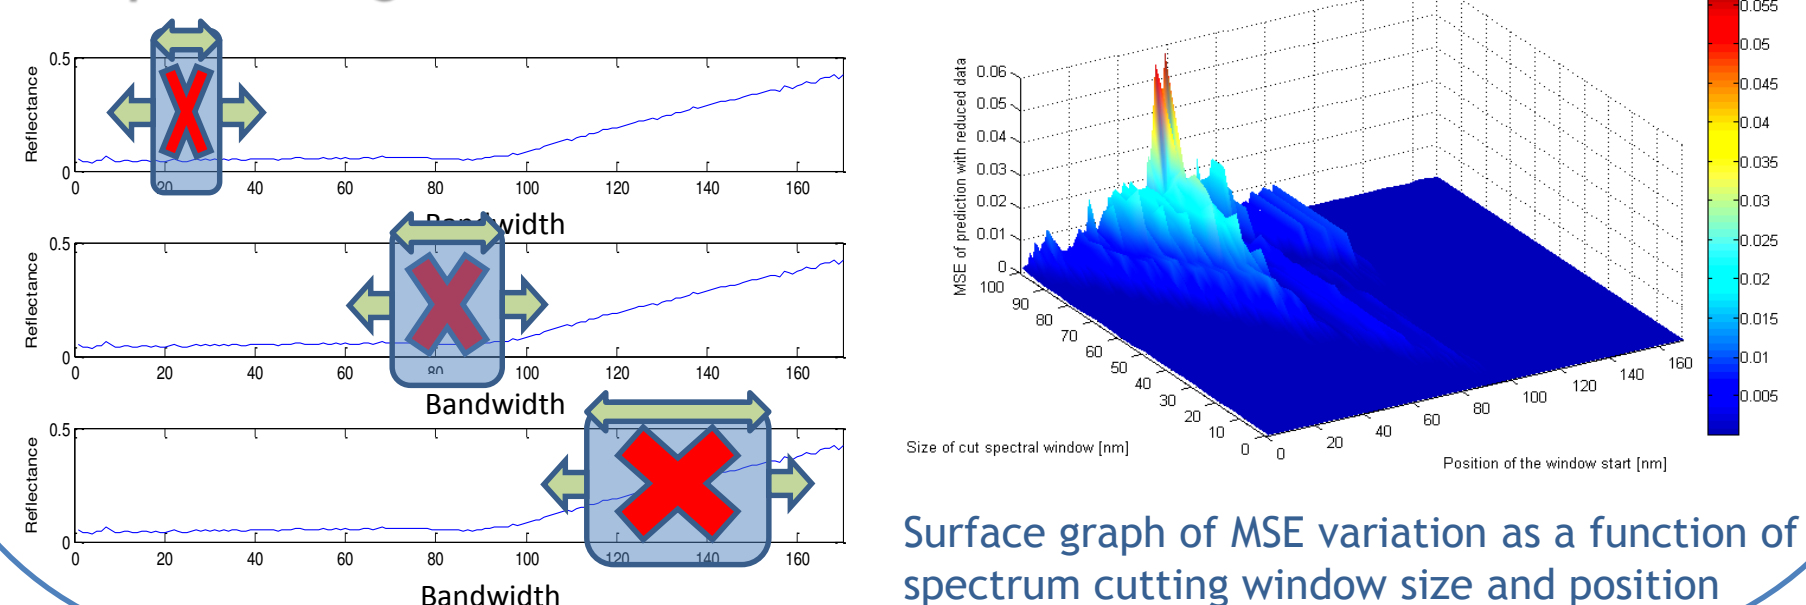 0.5
Reflectance
0
0 20 40 60 80 100 120 140 160
Bandwidth
0.5
Reflectance
0
0 20 40 60 80 100 120 140 160
Bandwidth
0.5
Reflectance
0
0 20 40 60 80 100 120 140 160
Bandwidth
MSE of prediction with reduced data
0.06
0.05
0.04
0.03
0.02
0.01
0
100
90
80
70
60
50
40
30
20
10
0
Size of cut spectral window [nm]
0 20 40 60 80 100 120 140 160
Position of the window start [nm]
0.055
0.05
0.045
0.04
0.035
0.03
0.025
0.02
0.015
0.01
0.005
Surface graph of MSE variation as a function of
spectrum cutting window size and position